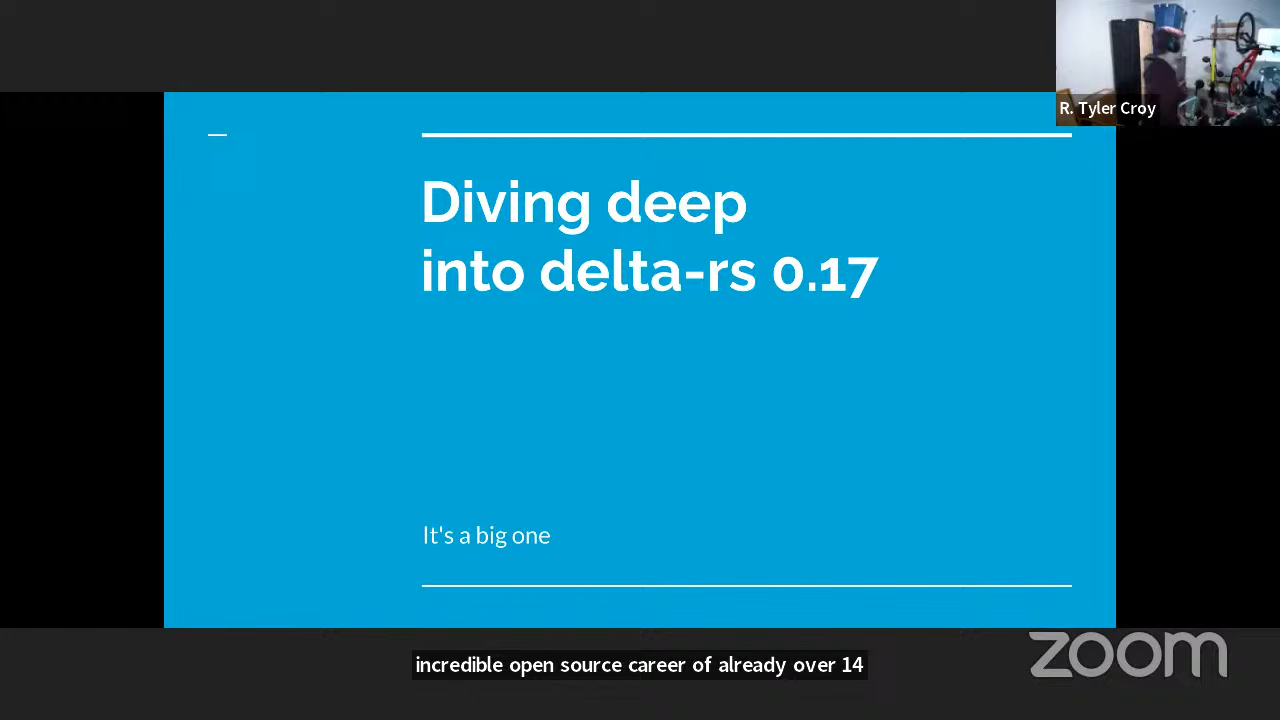 R. Tyler Croy
Diving deep
into delta-rs 0.17
It's a big one
incredible open source career of already over 14
zoom